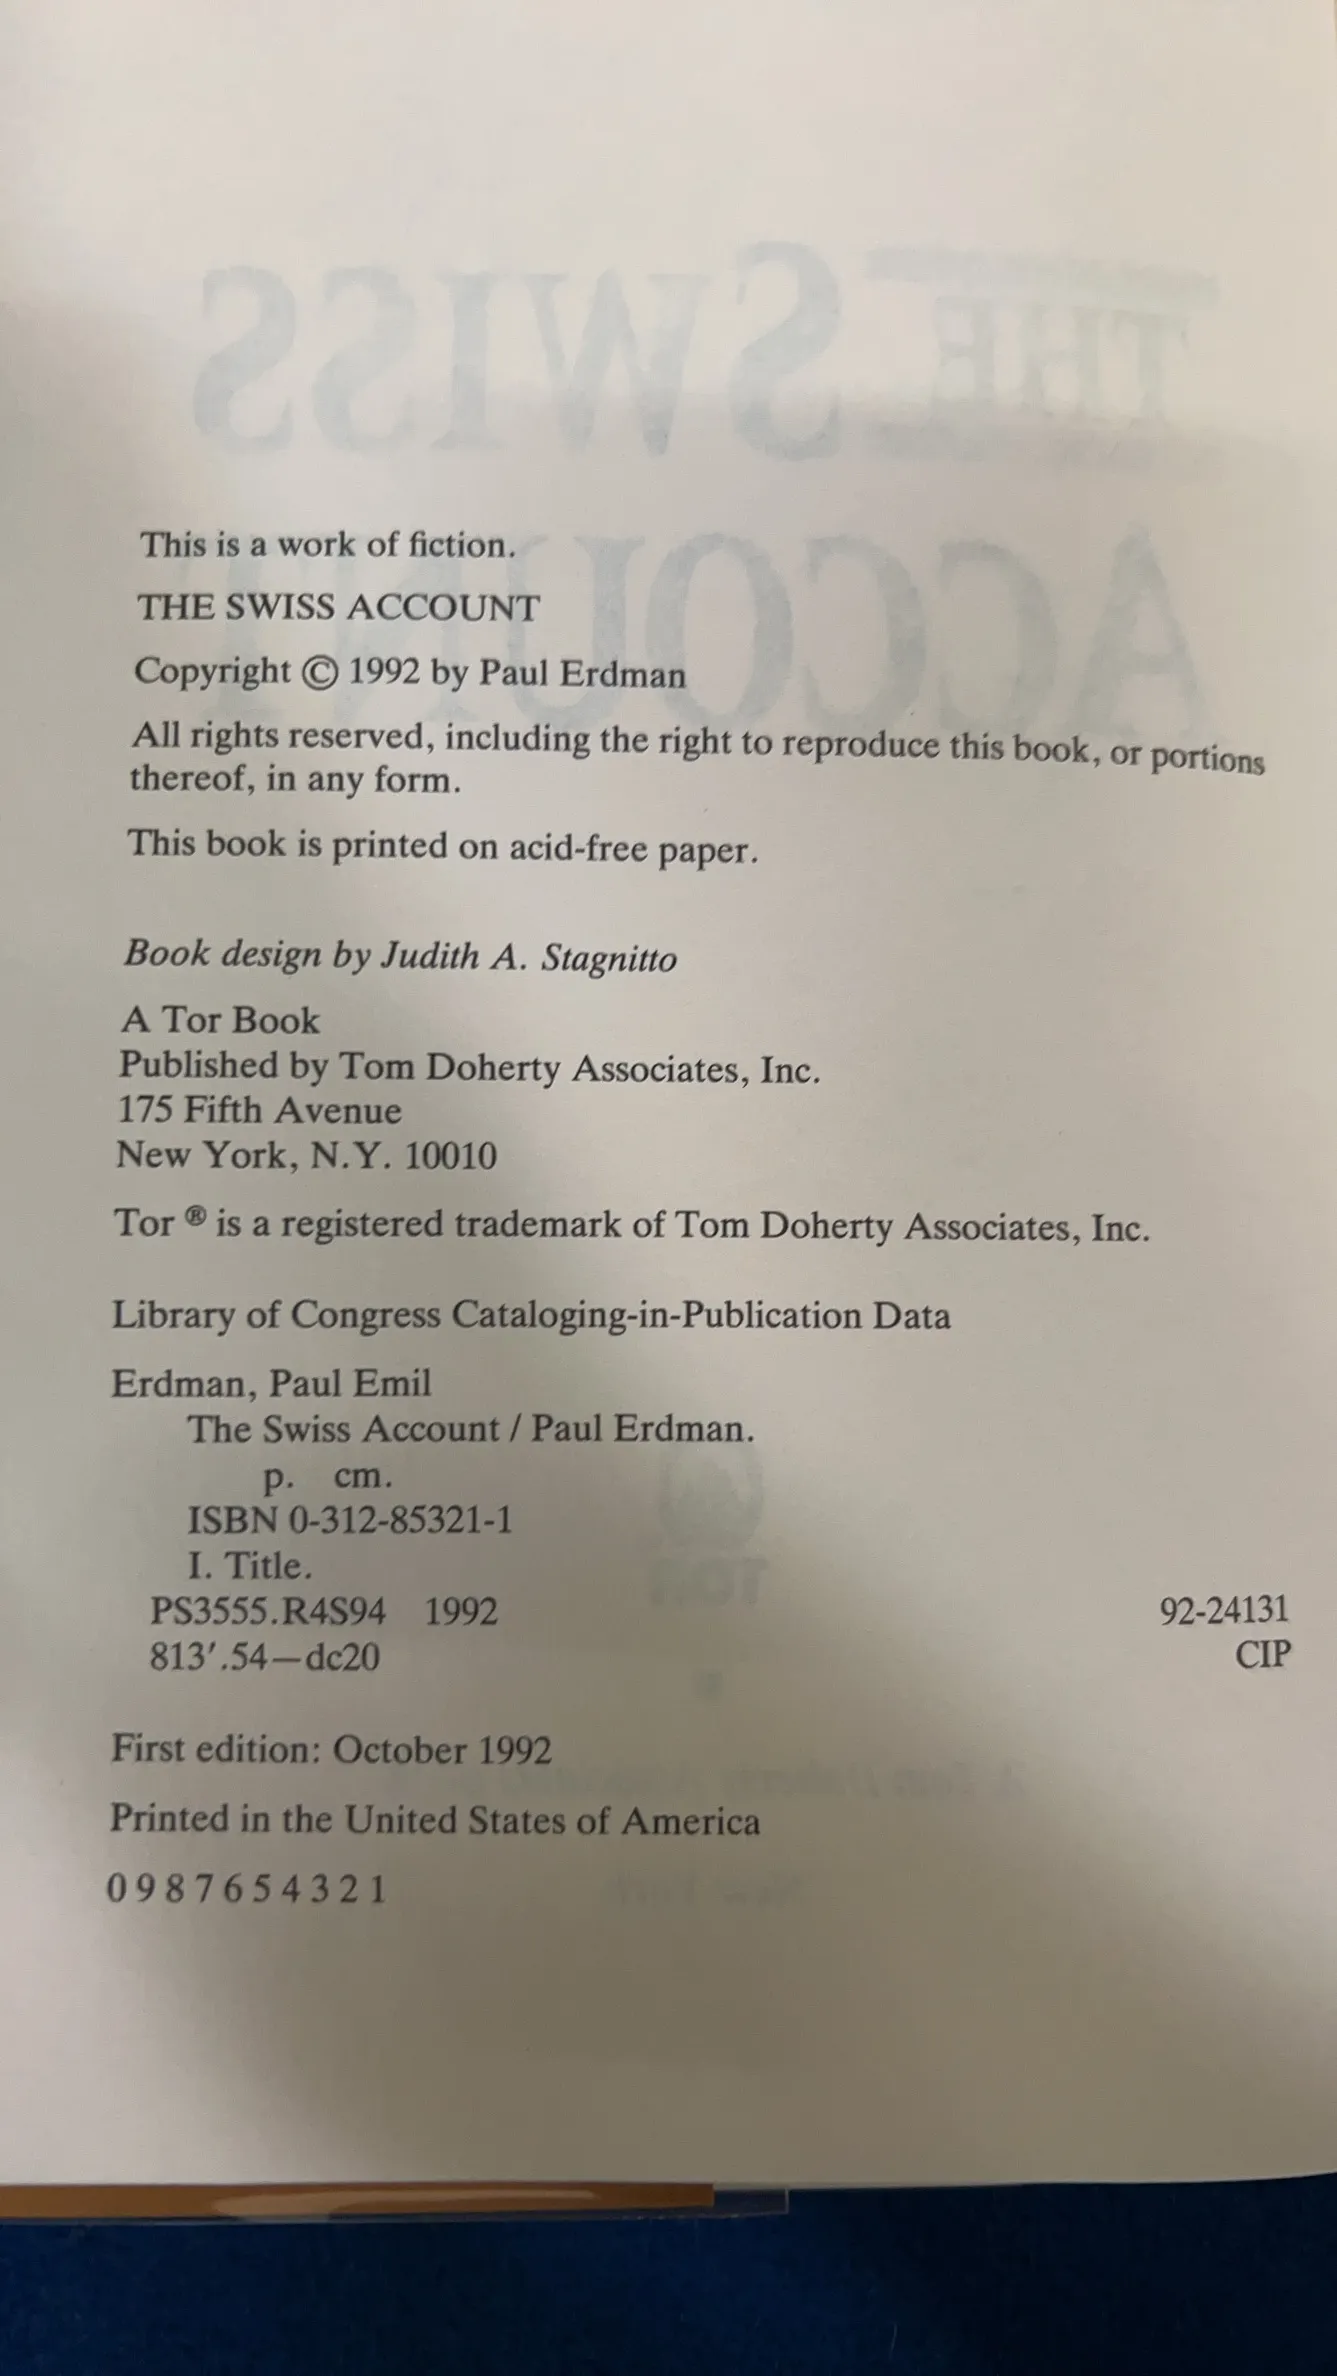 This is a work of fiction.
THE SWISS ACCOUNT
Copyright © 1992 by Paul Erdman
All rights reserved, including the right to reproduce this book, or portions
thereof, in any form.
This book is printed on acid-free paper.
Book design by Judith A. Stagnitto
A Tor Book
Published by Tom Doherty Associates, Inc.
175 Fifth Avenue
New York, N.Y. 10010
Tor ® is a registered trademark of Tom Doherty Associates, Inc.
Library of Congress Cataloging-in-Publication Data
Erdman, Paul Emil
The Swiss Account / Paul Erdman.
p. cm.
ISBN 0-312-85321-1
I. Title.
PS3555.R4S94 1992 92-24131
813′.54—dc20 CIP
First edition: October 1992
Printed in the United States of America
0 9 8 7 6 5 4 3 2 1